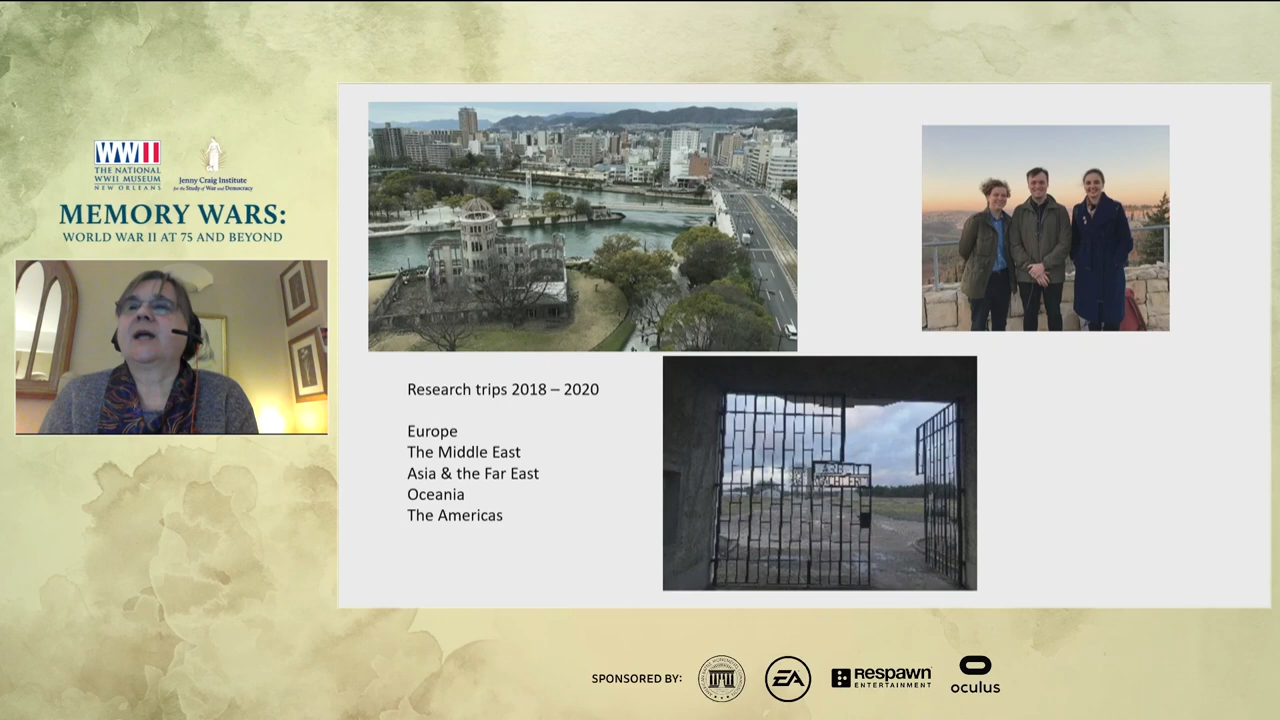 WWII
THE NATIONAL
WWII MUSEUM
NEW ORLEANS
Jenny Craig Institute
for the Study of War and Democracy
MEMORY WARS:
WORLD WAR II AT 75 AND BEYOND
Research trips 2018 – 2020
Europe
The Middle East
Asia & the Far East
Oceania
The Americas
SPONSORED BY:
EA
RESPAWN
ENTERTAINMENT
oculus